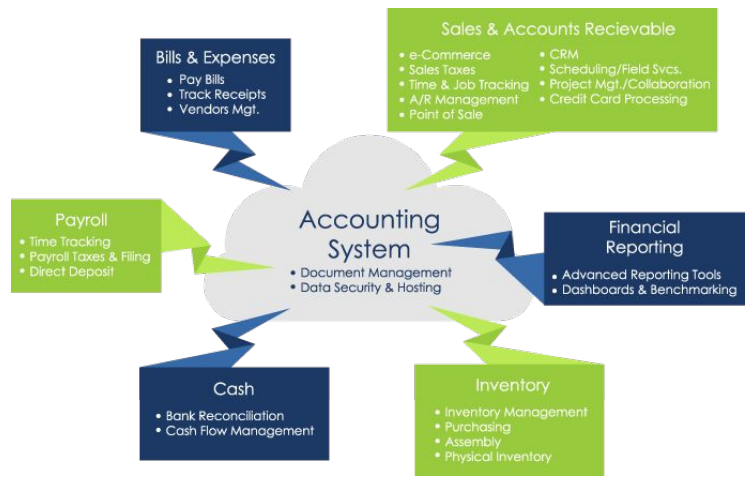 Sales & Accounts Recievable
• e-Commerce
• Sales Taxes
• Time & Job Tracking
• A/R Management
• Point of Sale
• CRM
• Scheduling/Field Svcs.
• Project Mgt./Collaboration
• Credit Card Processing
Bills & Expenses
• Pay Bills
• Track Receipts
• Vendors Mgt.
Payroll
• Time Tracking
• Payroll Taxes & Filing
• Direct Deposit
Accounting
System
• Document Management
• Data Security & Hosting
Financial
Reporting
• Advanced Reporting Tools
• Dashboards & Benchmarking
Cash
• Bank Reconciliation
• Cash Flow Management
Inventory
• Inventory Management
• Purchasing
• Assembly
• Physical Inventory